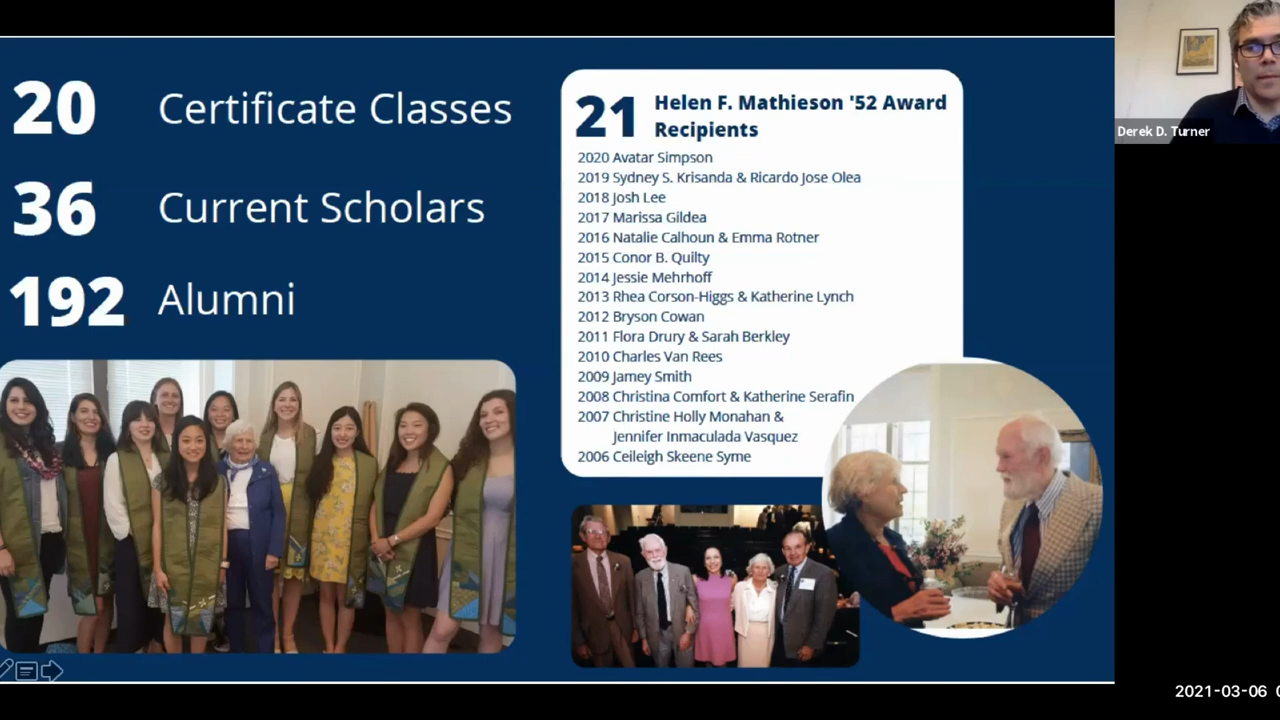 20 Certificate Classes
36 Current Scholars
192 Alumni
21 Helen F. Mathieson '52 Award
Recipients
2020 Avatar Simpson
2019 Sydney S. Krisanda & Ricardo Jose Olea
2018 Josh Lee
2017 Marissa Gildea
2016 Natalie Calhoun & Emma Rotner
2015 Conor B. Quilty
2014 Jessie Mehrhoff
2013 Rhea Corson-Higgs & Katherine Lynch
2012 Bryson Cowan
2011 Flora Drury & Sarah Berkley
2010 Charles Van Rees
2009 Jamey Smith
2008 Christina Comfort & Katherine Serafin
2007 Christine Holly Monahan &
Jennifer Inmaculada Vasquez
2006 Ceileigh Skeene Syme
Derek D. Turner
2021-03-06